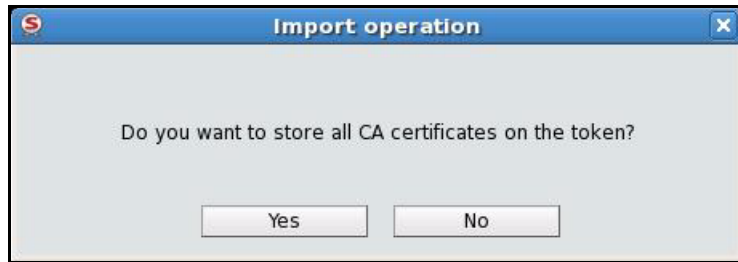 Import operation
Do you want to store all CA certificates on the token?
Yes
No